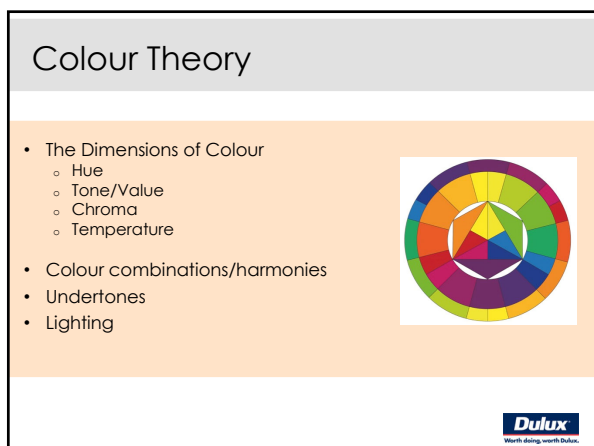 Colour Theory
• The Dimensions of Colour
o Hue
o Tone/Value
o Chroma
o Temperature
• Colour combinations/harmonies
• Undertones
• Lighting
Dulux
Worth doing, worth Dulux.